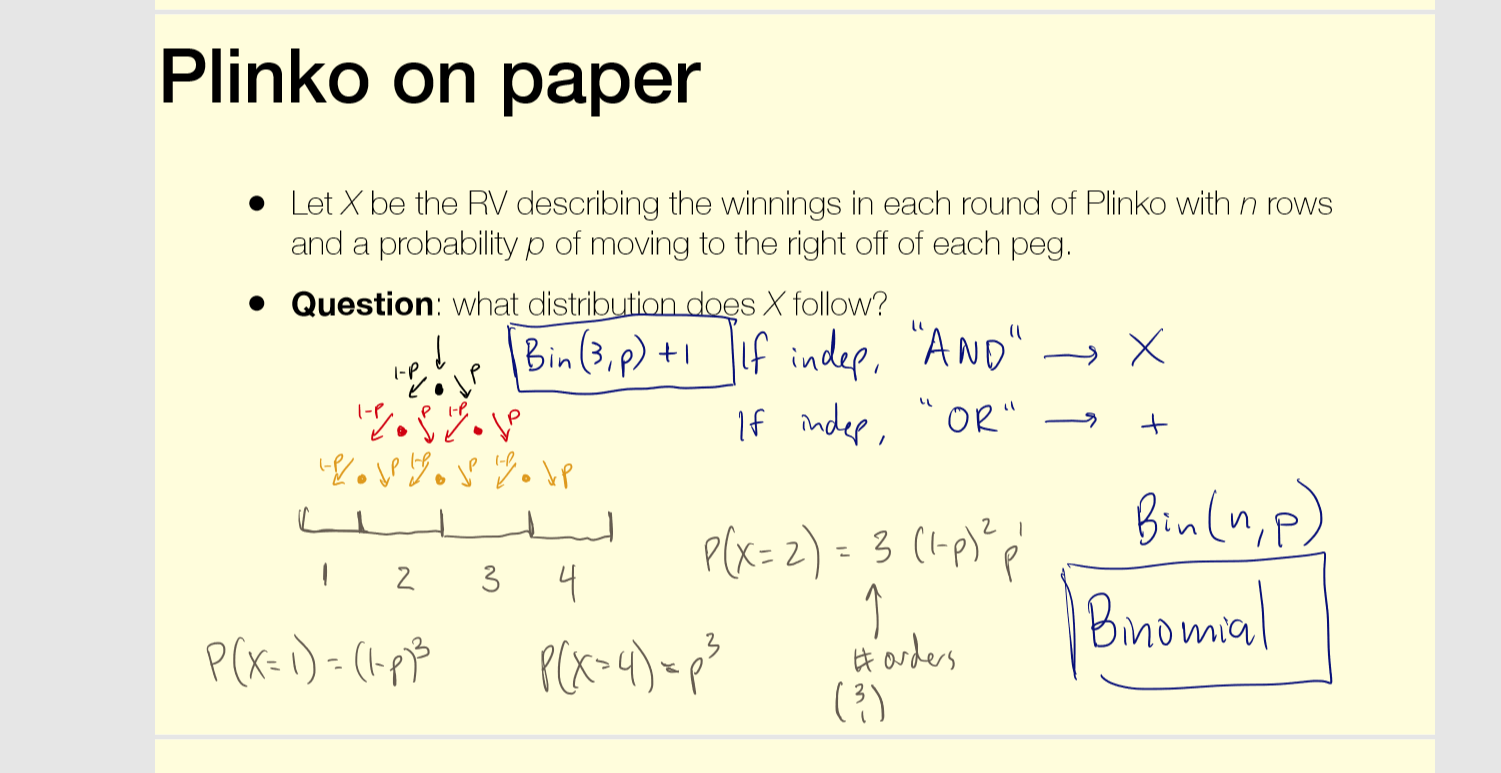 Plinko on paper
• Let X be the RV describing the winnings in each round of Plinko with n rows
and a probability p of moving to the right off of each peg.
• Question: what distribution does X follow?
Bin(3,p) +1
If indep, "AND" → X
If indep, "OR" → +
1-p p
1-p p 1-p p
1-p p 1-p p 1-p p
1 2 3 4
P(X=2) = 3 (1-p)² p¹
↑
# orders
(3 1)
Bin(n,p)
Binomial
P(X=1) = (1-p)³
P(X=4) = p³